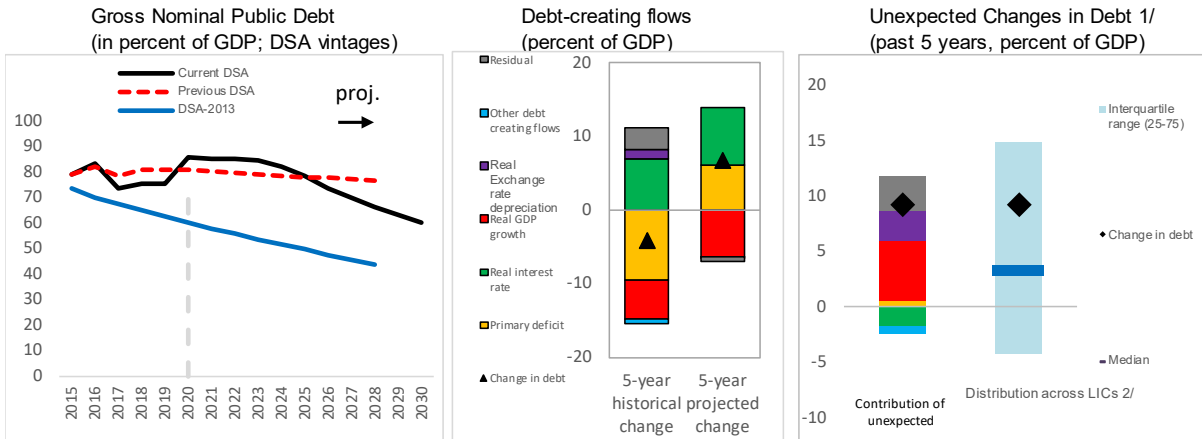 Gross Nominal Public Debt
(in percent of GDP; DSA vintages)
Current DSA
Previous DSA
DSA-2013
proj.
100
90
80
70
60
50
40
30
20
10
0
2015
2016
2017
2018
2019
2020
2021
2022
2023
2024
2025
2026
2027
2028
2029
2030
Debt-creating flows
(percent of GDP)
Residual
Other debt
creating flows
Real
Exchange rate
depreciation
Real GDP
growth
Real interest
rate
Primary deficit
Change in debt
20
10
0
-10
-20
5-year
historical
change
5-year
projected
change
Unexpected Changes in Debt 1/
(past 5 years, percent of GDP)
20
15
10
5
0
-5
-10
Interquartile
range (25-75)
Change in debt
Median
Contribution of
unexpected
Distribution across LICs 2/